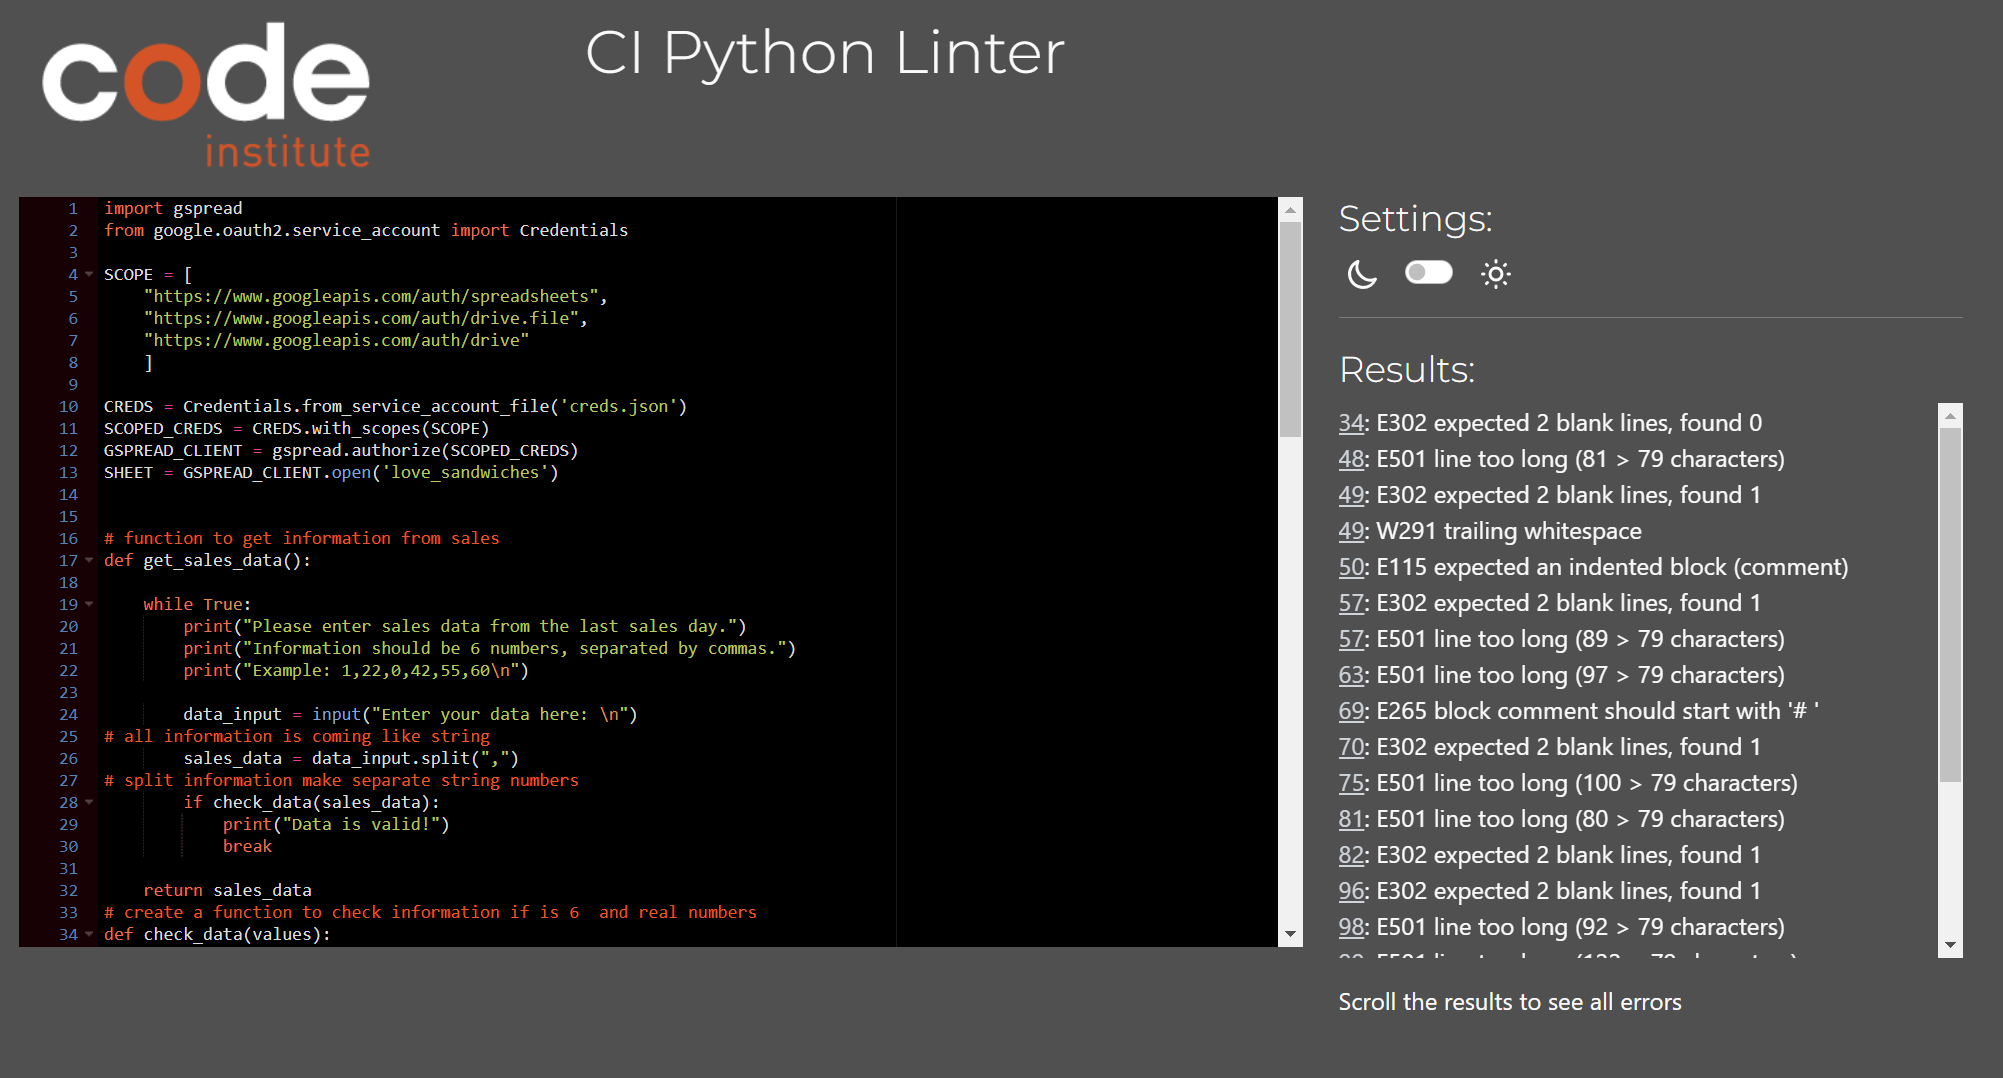 code
institute
CI Python Linter
1 import gspread
2 from google.oauth2.service_account import Credentials
3
4 SCOPE = [
5     "https://www.googleapis.com/auth/spreadsheets",
6     "https://www.googleapis.com/auth/drive.file",
7     "https://www.googleapis.com/auth/drive"
8     ]
9
10 CREDS = Credentials.from_service_account_file('creds.json')
11 SCOPED_CREDS = CREDS.with_scopes(SCOPE)
12 GSPREAD_CLIENT = gspread.authorize(SCOPED_CREDS)
13 SHEET = GSPREAD_CLIENT.open('love_sandwiches')
14
15
16 # function to get information from sales
17 def get_sales_data():
18
19     while True:
20         print("Please enter sales data from the last sales day.")
21         print("Information should be 6 numbers, separated by commas.")
22         print("Example: 1,22,0,42,55,60\n")
23
24         data_input = input("Enter your data here: \n")
25 # all information is coming like string
26         sales_data = data_input.split(",")
27 # split information make separate string numbers
28         if check_data(sales_data):
29             print("Data is valid!")
30             break
31
32     return sales_data
33 # create a function to check information if is 6  and real numbers
34 def check_data(values):
Settings:
Results:
34: E302 expected 2 blank lines, found 0
48: E501 line too long (81 > 79 characters)
49: E302 expected 2 blank lines, found 1
49: W291 trailing whitespace
50: E115 expected an indented block (comment)
57: E302 expected 2 blank lines, found 1
57: E501 line too long (89 > 79 characters)
63: E501 line too long (97 > 79 characters)
69: E265 block comment should start with '# '
70: E302 expected 2 blank lines, found 1
75: E501 line too long (100 > 79 characters)
81: E501 line too long (80 > 79 characters)
82: E302 expected 2 blank lines, found 1
96: E302 expected 2 blank lines, found 1
98: E501 line too long (92 > 79 characters)
Scroll the results to see all errors